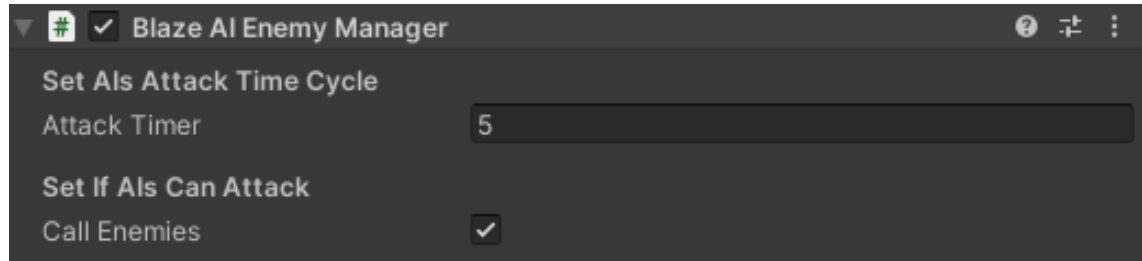 # Blaze AI Enemy Manager
Set AIs Attack Time Cycle
Attack Timer 5
Set If AIs Can Attack
Call Enemies